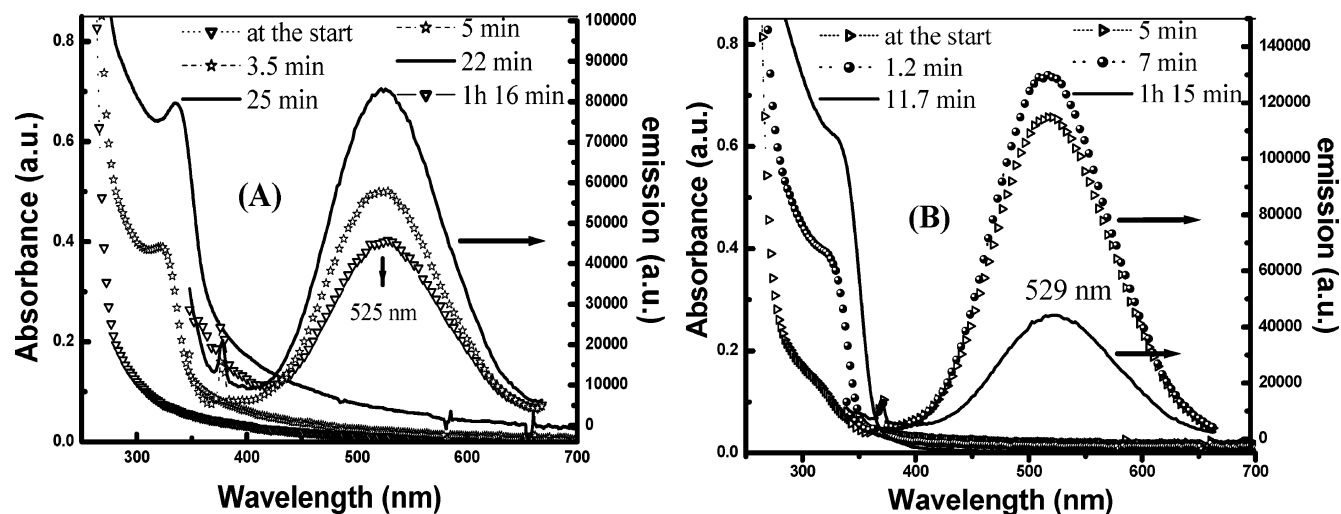 0.8
0.6
0.4
0.2
0.0
300
400
500
600
700
Absorbance (a.u.)
Wavelength (nm)
at the start
3.5 min
25 min
5 min
22 min
1h 16 min
(A)
525 nm
100000
90000
80000
70000
60000
50000
40000
30000
20000
10000
0
emission (a.u.)
0.8
0.6
0.4
0.2
0.0
300
400
500
600
700
Absorbance (a.u.)
Wavelength (nm)
at the start
1.2 min
11.7 min
5 min
7 min
1h 15 min
(B)
529 nm
140000
120000
100000
80000
60000
40000
20000
0
emission (a.u.)